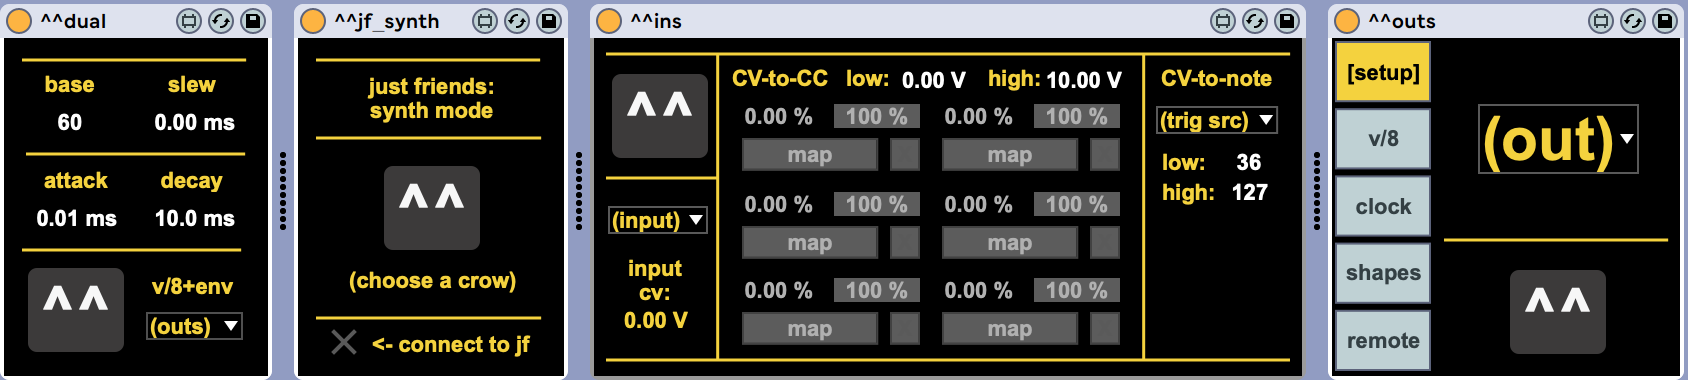 ^^dual
base slew
60 0.00 ms
attack decay
0.01 ms 10.0 ms
^^ v/8+env
(outs)
^^jf_synth
just friends:
synth mode
^^
(choose a crow)
<- connect to jf
^^ins
^^
(input)
input
cv:
0.00 V
CV-to-CC low: 0.00 V high: 10.00 V
0.00 % 100 % 0.00 % 100 %
map map
0.00 % 100 % 0.00 % 100 %
map map
0.00 % 100 % 0.00 % 100 %
map map
CV-to-note
(trig src)
low: 36
high: 127
^^outs
[setup]
v/8
clock
shapes
remote
(out)
^^